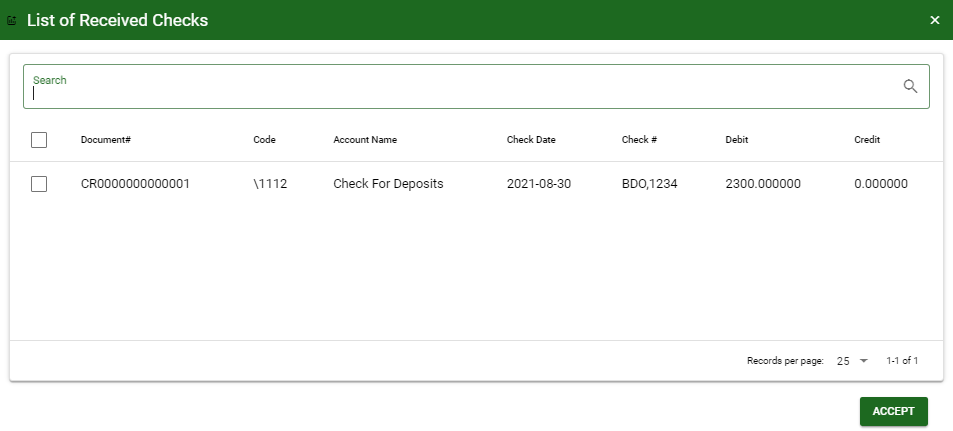 List of Received Checks
Search
Document# Code Account Name Check Date Check # Debit Credit
CR0000000000001 \1112 Check For Deposits 2021-08-30 BDO,1234 2300.000000 0.000000
Records per page: 25 1-1 of 1
ACCEPT